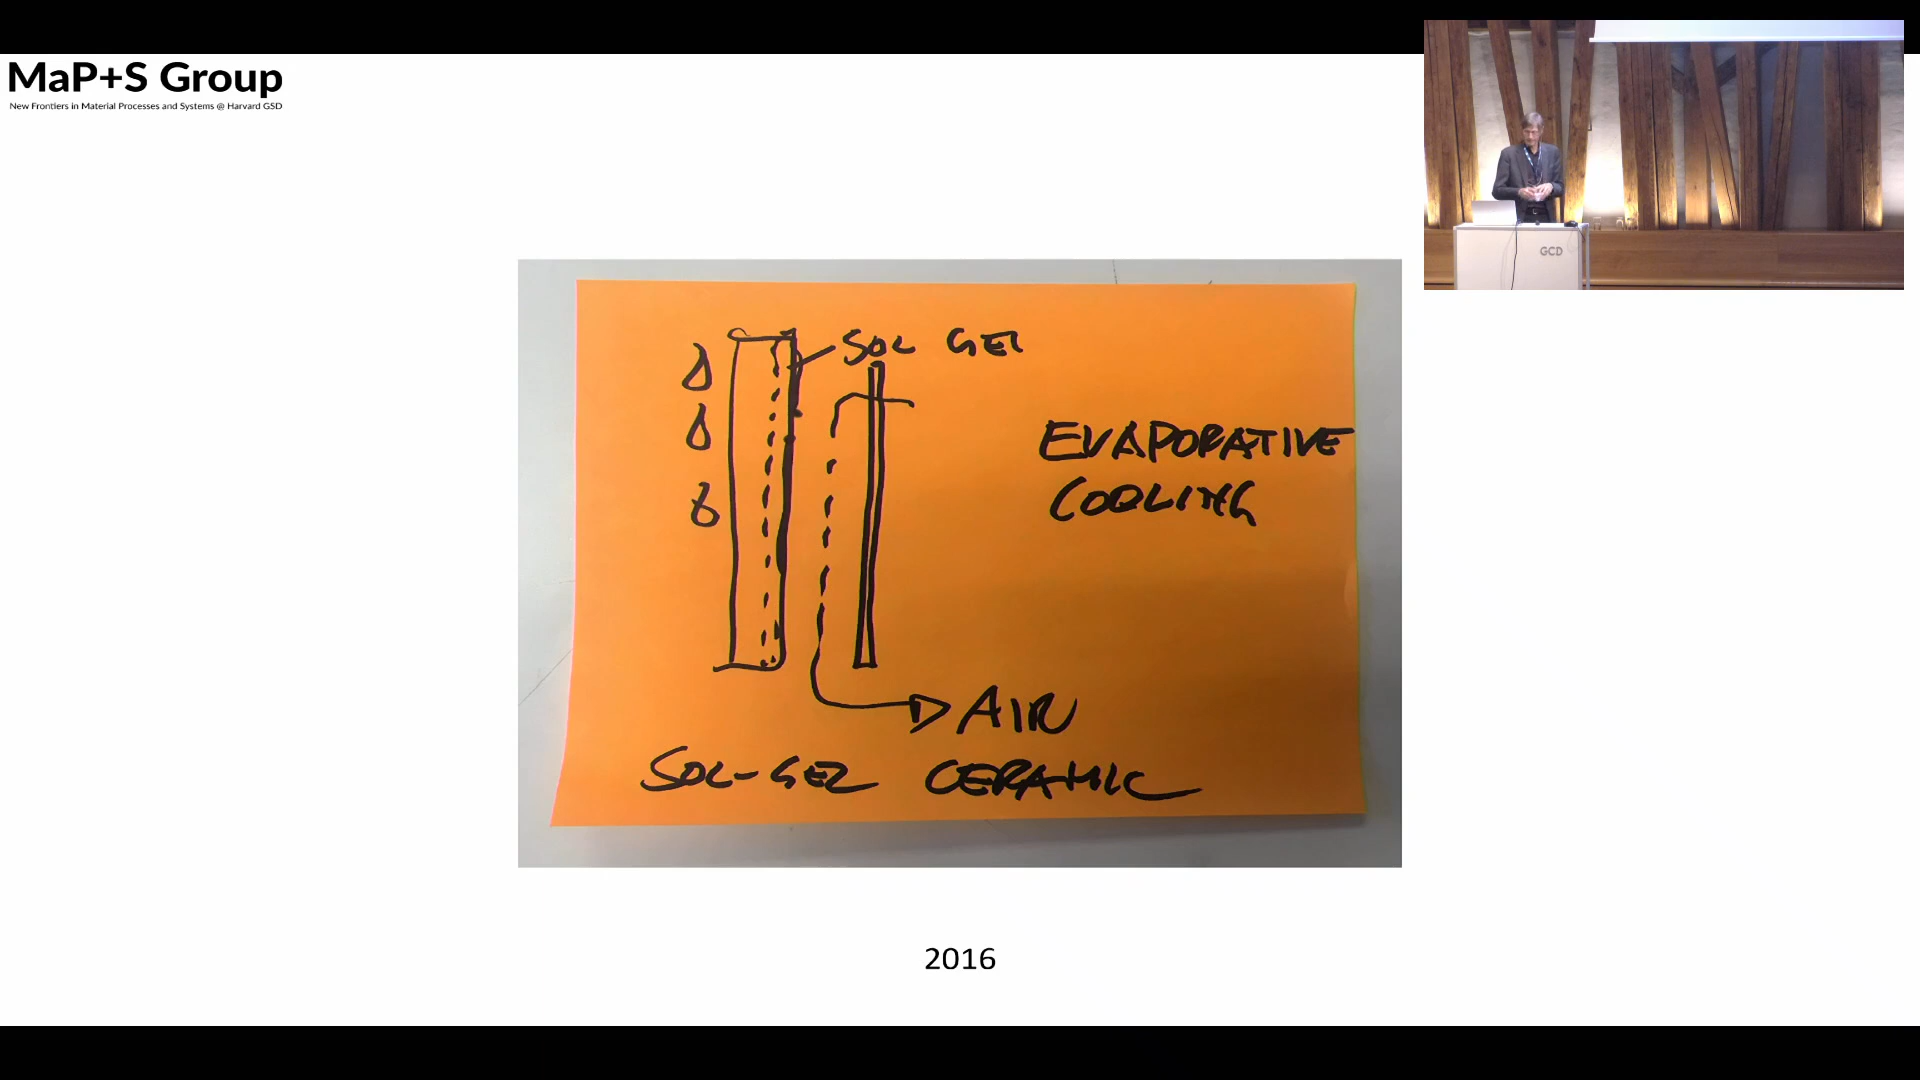 MaP+S Group
New Frontiers in Material Processes and Systems @ Harvard GSD
GCD
SOL GEL
EVAPORATIVE
COOLING
AIR
SOL-GEL CERAMIC
2016